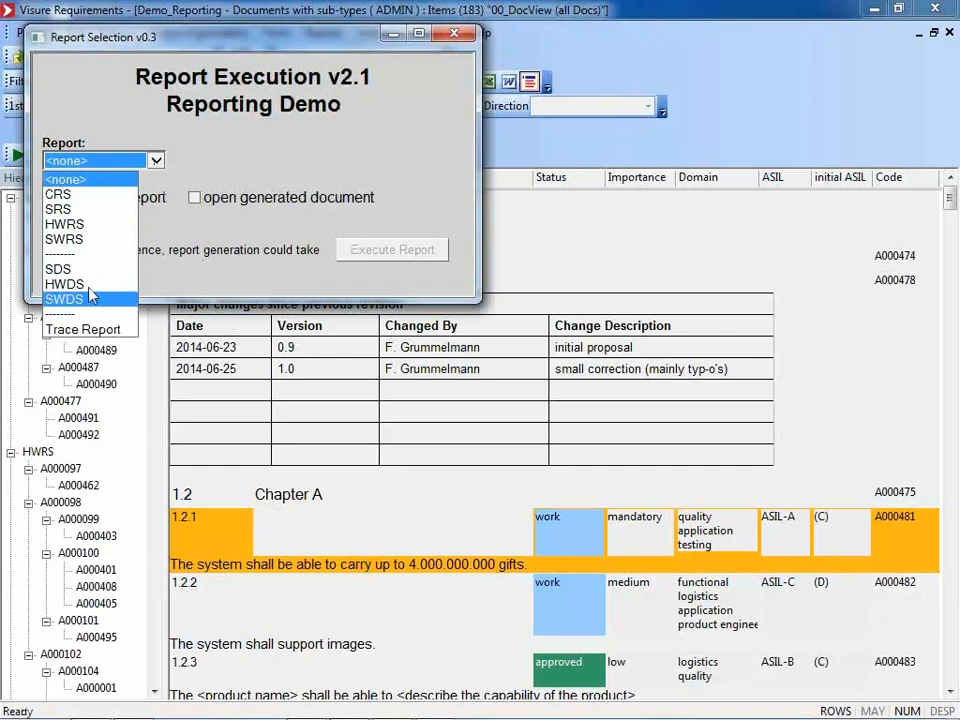 Visure Requirements - [Demo_Reporting - Documents with sub-types ( ADMIN ) : Items (183) "00_DocView (all Docs)"]
Report Selection v0.3
Report Execution v2.1
Reporting Demo
Report:
<none>
<none>
CRS
SRS
HWRS
SWRS
--------
SDS
HWDS
SWDS
--------
Trace Report
port
open generated document
ence, report generation could take
Execute Report
Direction
Status Importance Domain ASIL initial ASIL Code
A000474
A000478
Major changes since previous revision
Date Version Changed By Change Description
2014-06-23 0.9 F. Grummelmann initial proposal
2014-06-25 1.0 F. Grummelmann small correction (mainly typ-o's)
A000489
A000487
A000490
A000477
A000491
A000492
HWRS
A000097
A000462
A000098
A000099
A000403
A000100
A000401
A000408
A000405
A000101
A000495
A000102
A000104
A000001
1.2 Chapter A A000475
1.2.1 work mandatory quality ASIL-A (C) A000481
application
testing
The system shall be able to carry up to 4.000.000.000 gifts.
1.2.2 work medium functional ASIL-C (D) A000482
logistics
application
product enginee
The system shall support images.
1.2.3 approved low logistics ASIL-B (C) A000483
quality
The <product name> shall be able to <describe the capability of the product>
Ready ROWS MAY NUM DESP